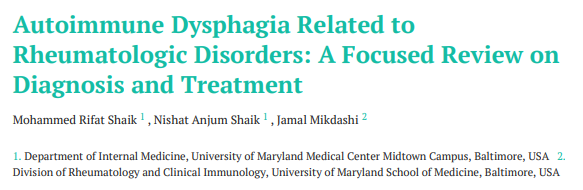 Autoimmune Dysphagia Related to
Rheumatologic Disorders: A Focused Review on
Diagnosis and Treatment
Mohammed Rifat Shaik 1 , Nishat Anjum Shaik 1 , Jamal Mikdashi 2
1. Department of Internal Medicine, University of Maryland Medical Center Midtown Campus, Baltimore, USA 2.
Division of Rheumatology and Clinical Immunology, University of Maryland School of Medicine, Baltimore, USA